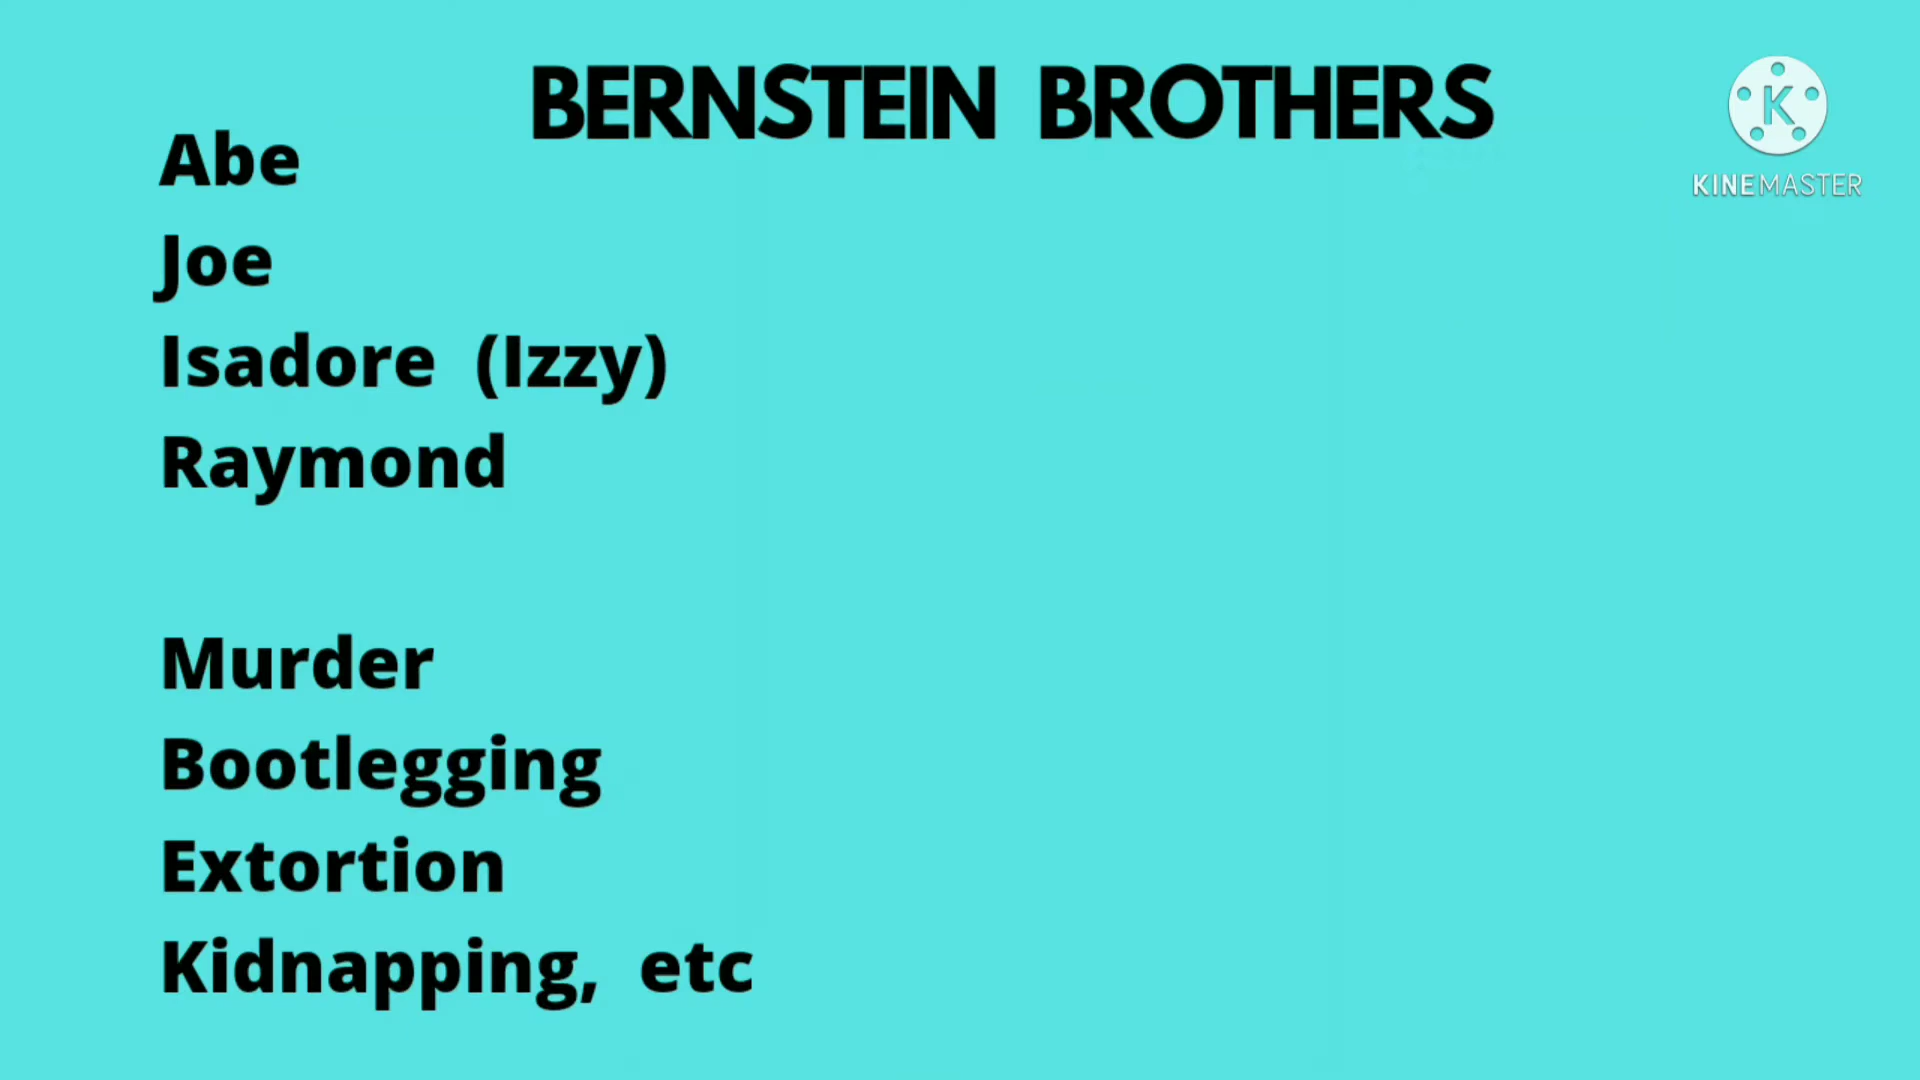 BERNSTEIN BROTHERS
Abe
Joe
Isadore (Izzy)
Raymond
Murder
Bootlegging
Extortion
Kidnapping, etc
K
KINEMASTER